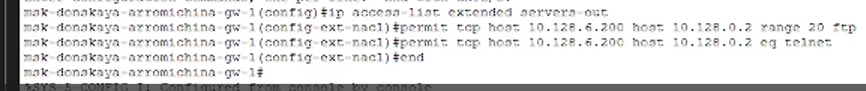 msk-donskaya-arromichina-gw-1(config)#ip access-list extended servers-out
msk-donskaya-arromichina-gw-1(config-ext-nacl)#permit tcp host 10.128.6.200 host 10.128.0.2 range 20 ftp
msk-donskaya-arromichina-gw-1(config-ext-nacl)#permit tcp host 10.128.6.200 host 10.128.0.2 eq telnet
msk-donskaya-arromichina-gw-1(config-ext-nacl)#end
msk-donskaya-arromichina-gw-1#
%SYS-5-CONFIG_I: Configured from console by console